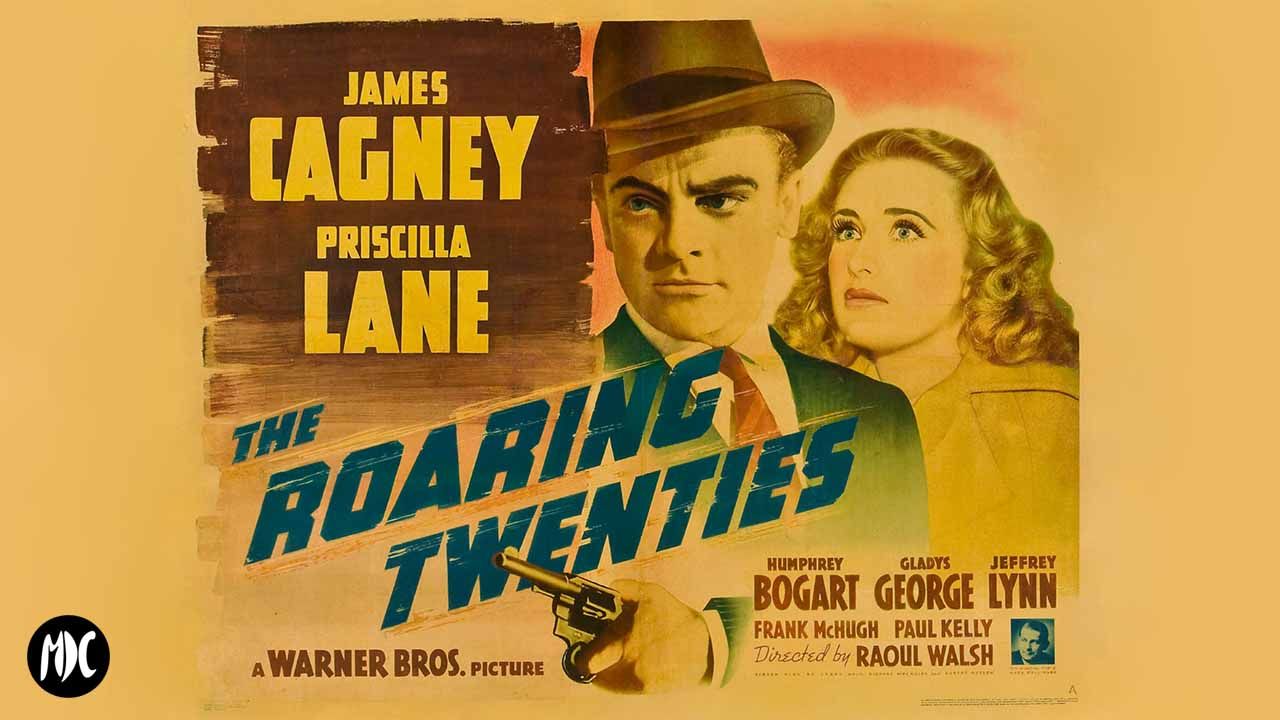 JAMES
CAGNEY
PRISCILLA
LANE
THE
ROARING
TWENTIES
HUMPHREY GLADYS JEFFREY
BOGART GEORGE LYNN
FRANK McHUGH PAUL KELLY
Directed by RAOUL WALSH
A WARNER BROS. PICTURE
MDC